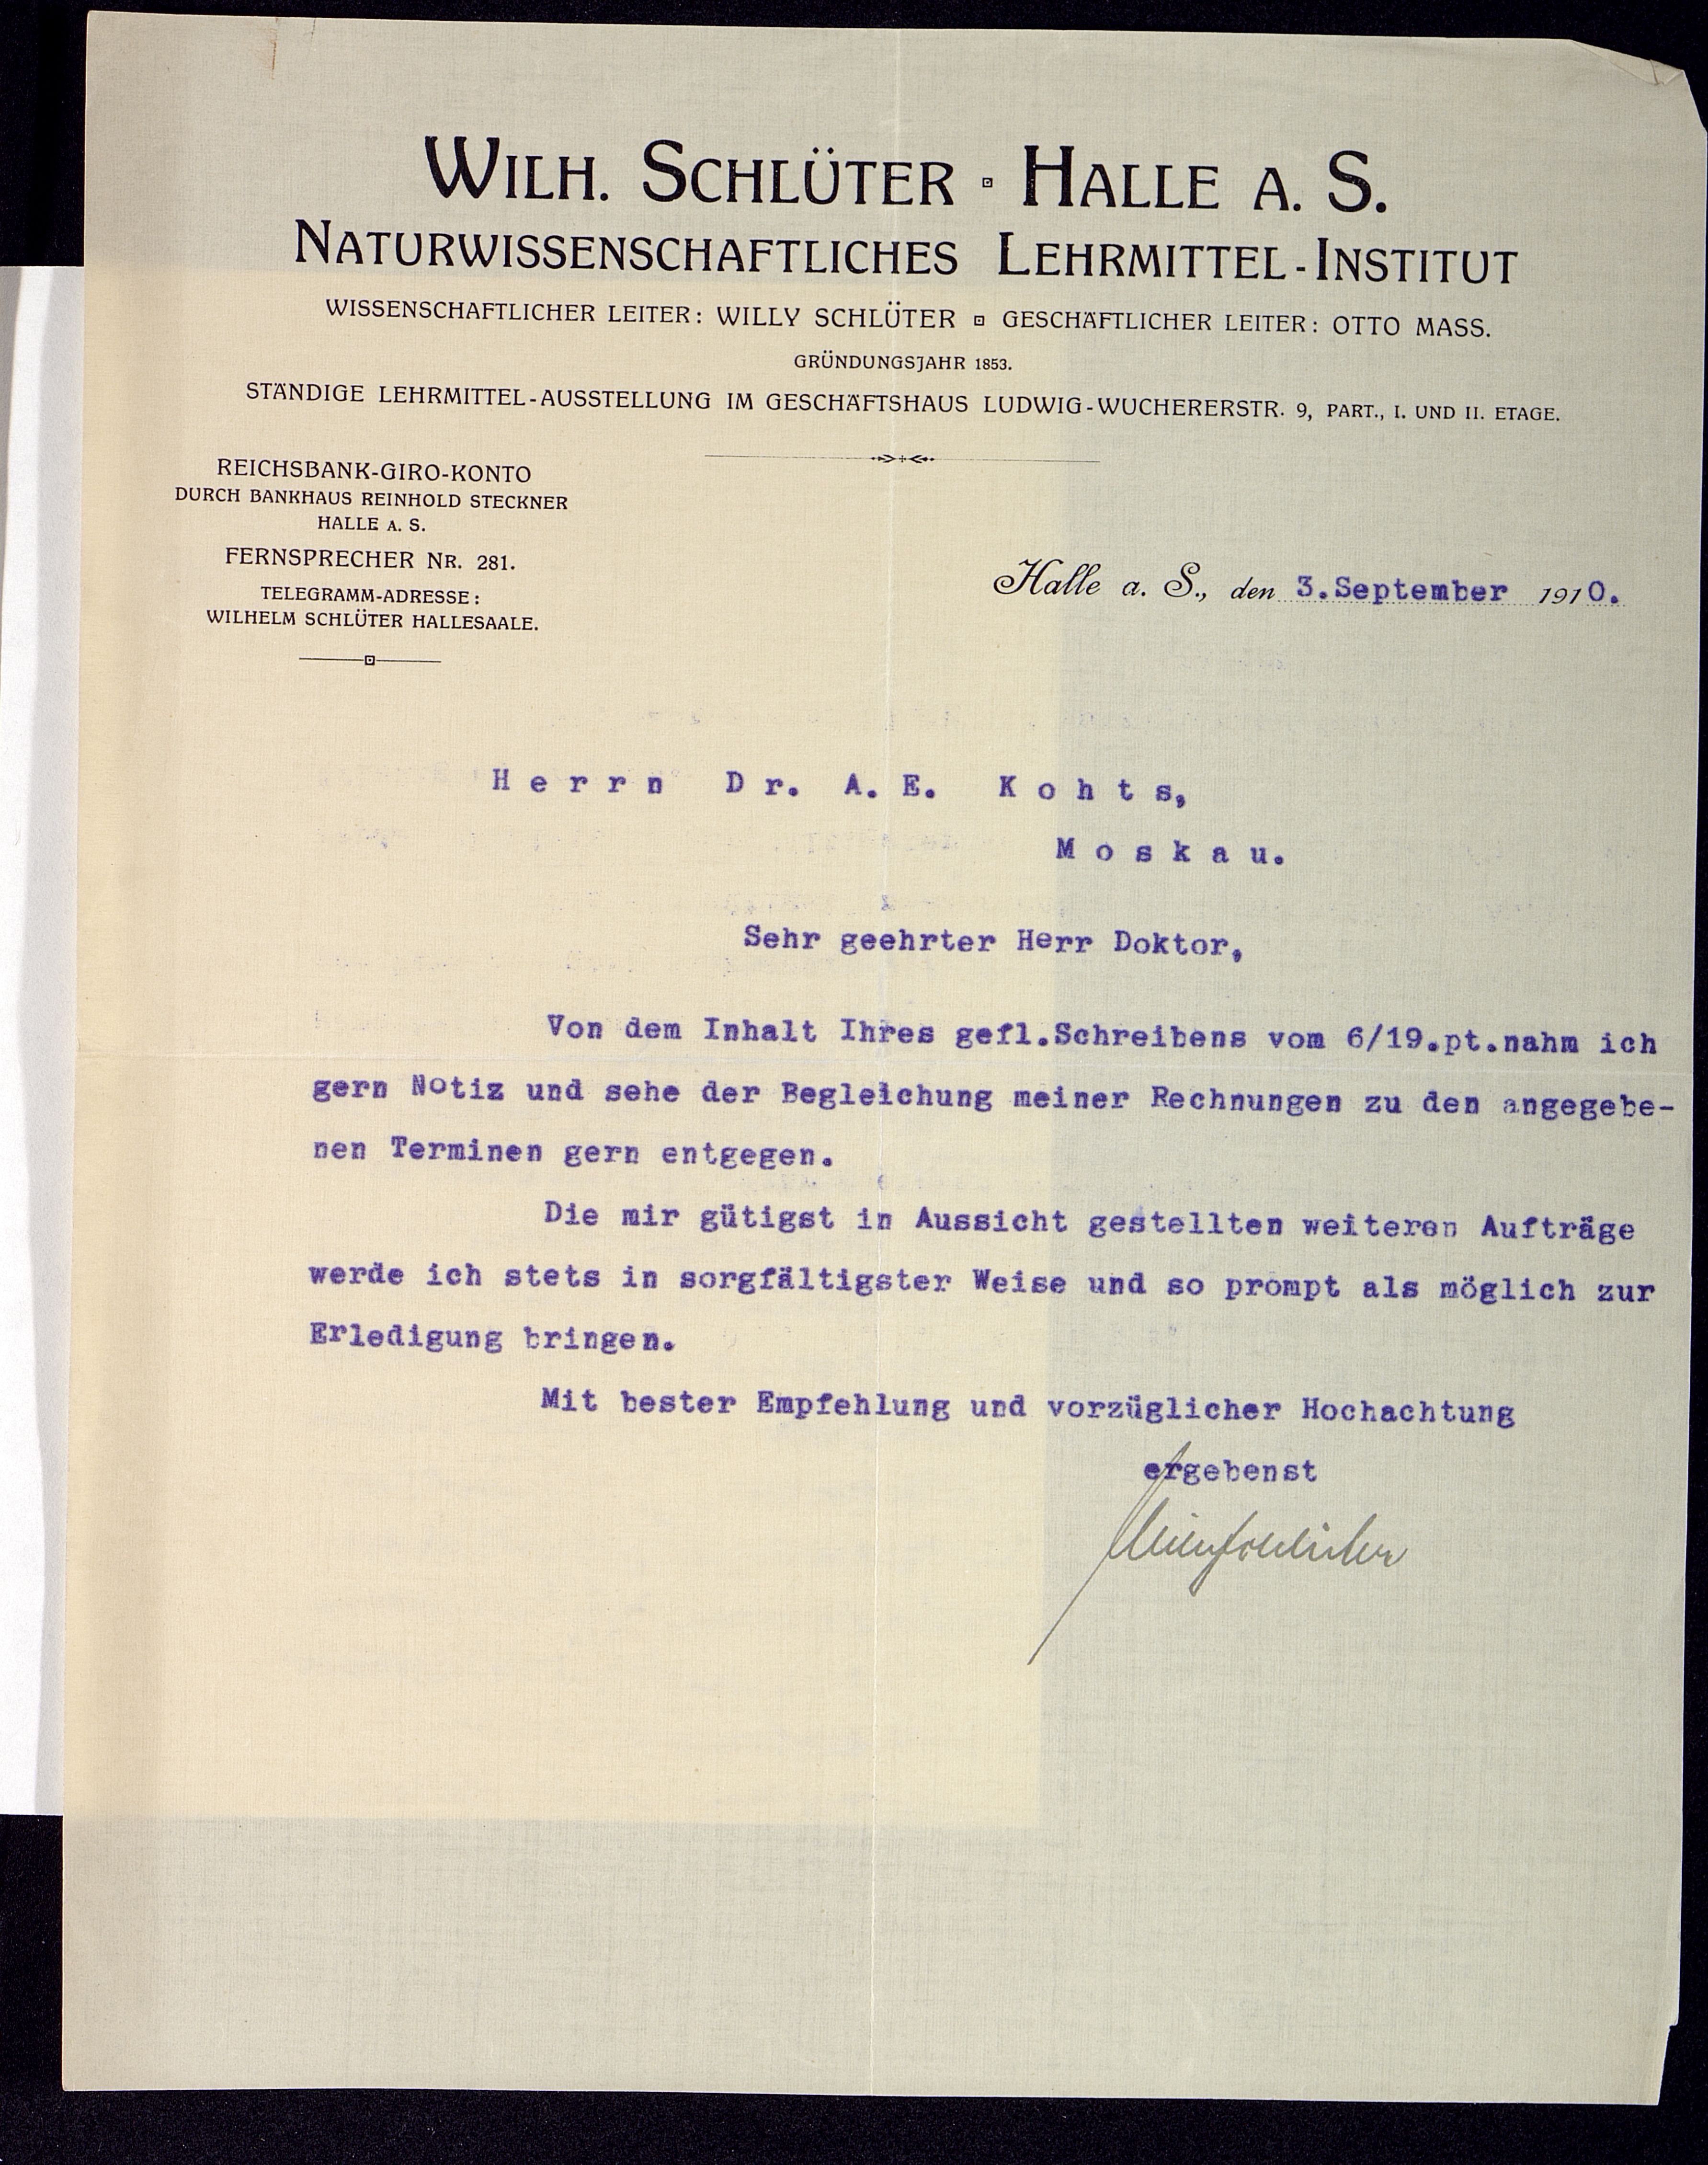 WILH. SCHLÜTER · HALLE A. S.
NATURWISSENSCHAFTLICHES LEHRMITTEL-INSTITUT
WISSENSCHAFTLICHER LEITER: WILLY SCHLÜTER ▫ GESCHÄFTLICHER LEITER: OTTO MASS.
GRÜNDUNGSJAHR 1853.
STÄNDIGE LEHRMITTEL-AUSSTELLUNG IM GESCHÄFTSHAUS LUDWIG-WUCHERERSTR. 9, PART., I. UND II. ETAGE.
REICHSBANK-GIRO-KONTO
DURCH BANKHAUS REINHOLD STECKNER
HALLE A. S.
FERNSPRECHER NR. 281.
TELEGRAMM-ADRESSE:
WILHELM SCHLÜTER HALLESAALE.
Halle a. S., den 3.September 1910.
Herrn Dr. A. E. Kohts,
Moskau.
Sehr geehrter Herr Doktor,
Von dem Inhalt Ihres gefl.Schreibens vom 6/19.pt.nahm ich
gern Notiz und sehe der Begleichung meiner Rechnungen zu den angegebe-
nen Terminen gern entgegen.
Die mir gütigst in Aussicht gestellten weiteren Aufträge
werde ich stets in sorgfältigster Weise und so prompt als möglich zur
Erledigung bringen.
Mit bester Empfehlung und vorzüglicher Hochachtung
ergebenst